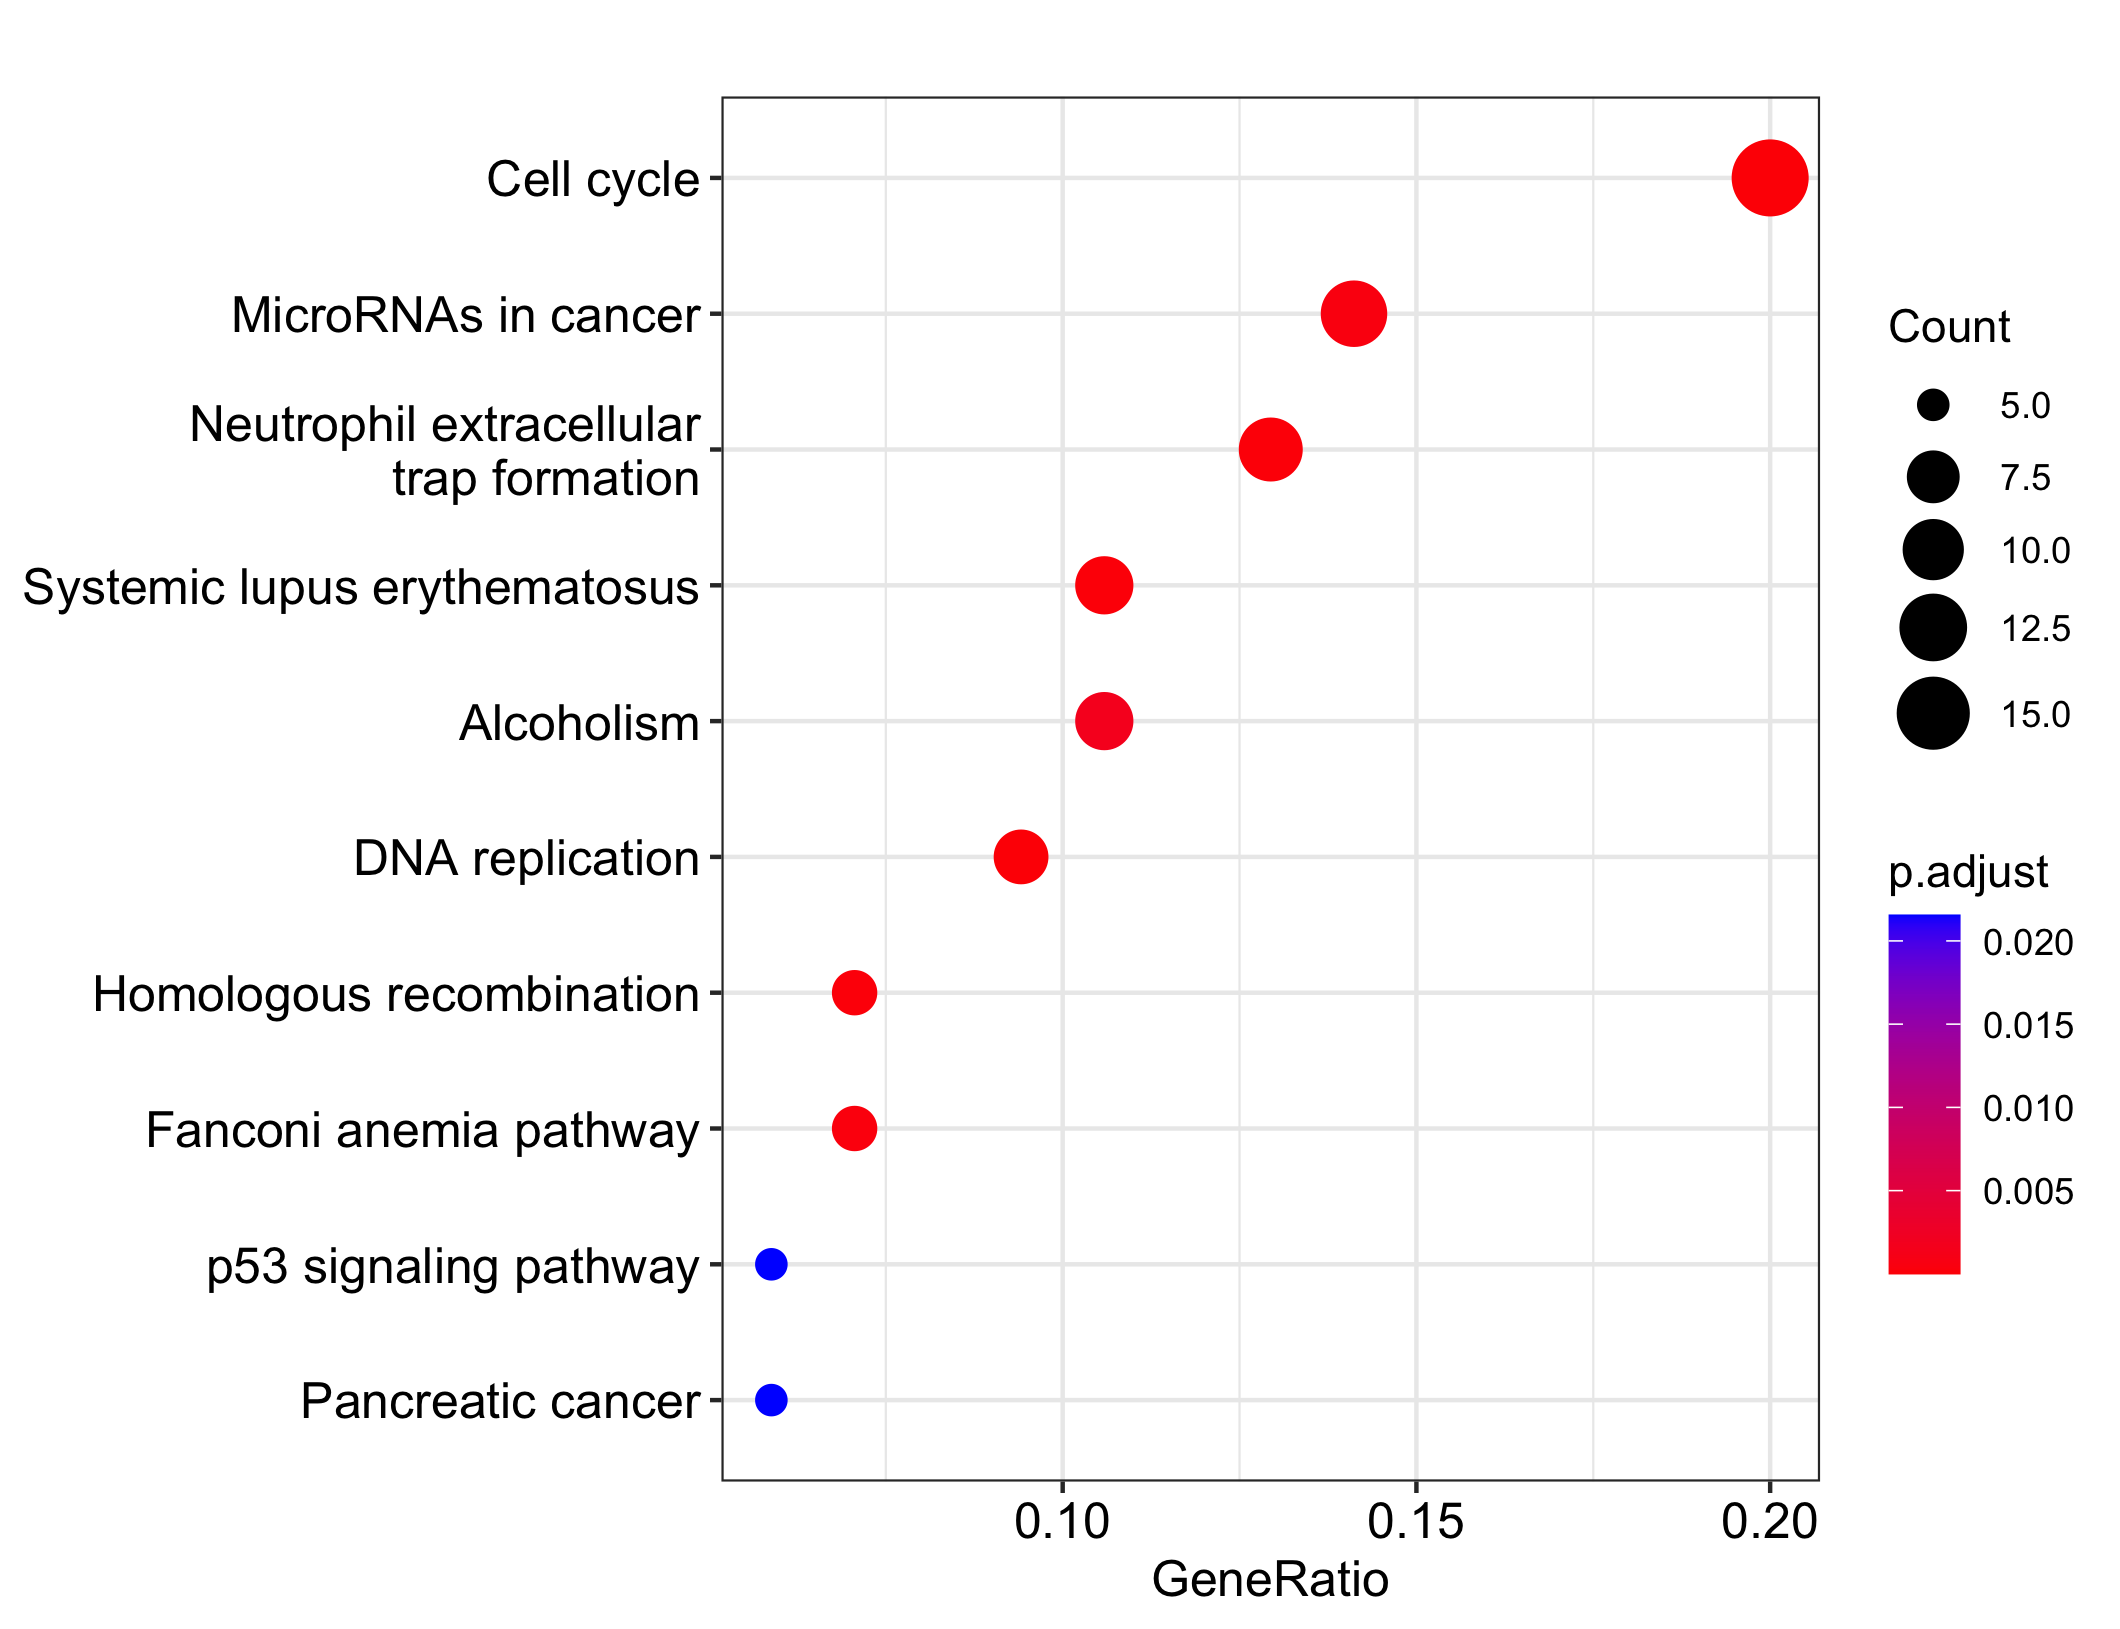 Cell cycle
MicroRNAs in cancer
Neutrophil extracellular
trap formation
Systemic lupus erythematosus
Alcoholism
DNA replication
Homologous recombination
Fanconi anemia pathway
p53 signaling pathway
Pancreatic cancer
0.10
0.15
0.20
GeneRatio
Count
5.0
7.5
10.0
12.5
15.0
p.adjust
0.020
0.015
0.010
0.005